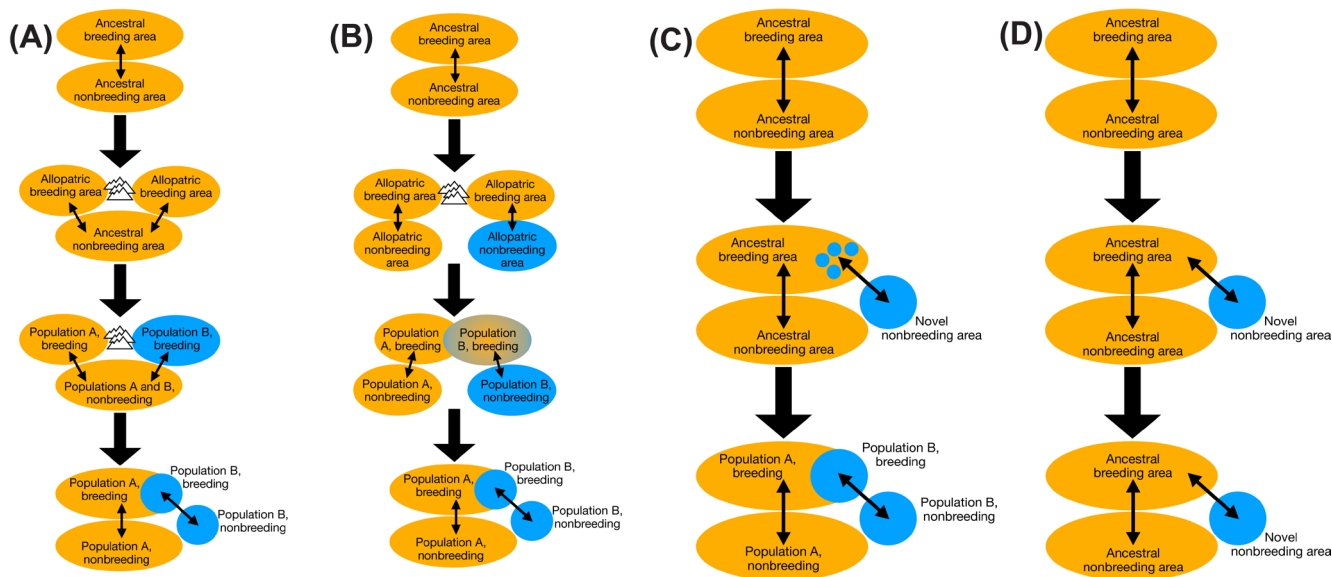 (A)
Ancestral
breeding area
Ancestral
nonbreeding area
Allopatric
breeding area
Allopatric
breeding area
Ancestral
nonbreeding area
Population A,
breeding
Population B,
breeding
Populations A and B,
nonbreeding
Population A,
breeding
Population B,
breeding
Population B,
nonbreeding
Population A,
nonbreeding
(B)
Ancestral
breeding area
Ancestral
nonbreeding area
Allopatric
breeding area
Allopatric
breeding area
Allopatric
nonbreeding
area
Allopatric
nonbreeding
area
Population
A, breeding
Population
B, breeding
Population A,
nonbreeding
Population B,
nonbreeding
Population A,
breeding
Population B,
breeding
Population B,
nonbreeding
Population A,
nonbreeding
(C)
Ancestral
breeding area
Ancestral
nonbreeding area
Ancestral
breeding area
Novel
nonbreeding area
Ancestral
nonbreeding area
Population A,
breeding
Population B,
breeding
Population B,
nonbreeding
Population A,
nonbreeding
(D)
Ancestral
breeding area
Ancestral
nonbreeding area
Ancestral
breeding area
Novel
nonbreeding area
Ancestral
nonbreeding area
Ancestral
breeding area
Novel
nonbreeding area
Ancestral
nonbreeding area